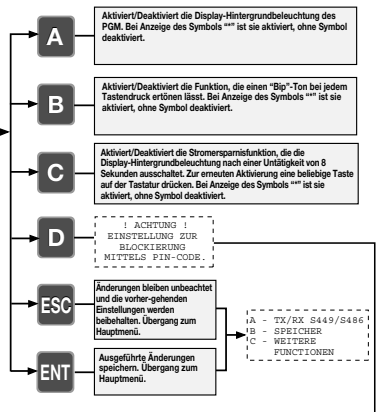 A
Aktiviert/Deaktiviert die Display-Hintergrundbeleuchtung des
PGM. Bei Anzeige des Symbols "*" ist sie aktiviert, ohne Symbol
deaktiviert.
B
Aktiviert/Deaktiviert die Funktion, die einen "Bip"-Ton bei jedem
Tastendruck ertönen lässt. Bei Anzeige des Symbols "*" ist sie
aktiviert, ohne Symbol deaktiviert.
C
Aktiviert/Deaktiviert die Stromersparnisfunktion, die die
Display-Hintergrundbeleuchtung nach einer Untätigkeit von 8
Sekunden ausschaltet. Zur erneuten Aktivierung eine beliebige Taste
auf der Tastatur drücken. Bei Anzeige des Symbols "*" ist sie
aktiviert, ohne Symbol deaktiviert.
D
! ACHTUNG !
EINSTELLUNG ZUR
BLOCKIERUNG
MITTELS PIN-CODE.
ESC
Änderungen bleiben unbeachtet
und die vorher-gehenden
Einstellungen werden
beibehalten. Übergang zum
Hauptmenü.
ENT
Ausgeführte Änderungen
speichern. Übergang zum
Hauptmenü.
A - TX/RX S449/S486
B - SPEICHER
C - WEITERE
FUNCTIONEN